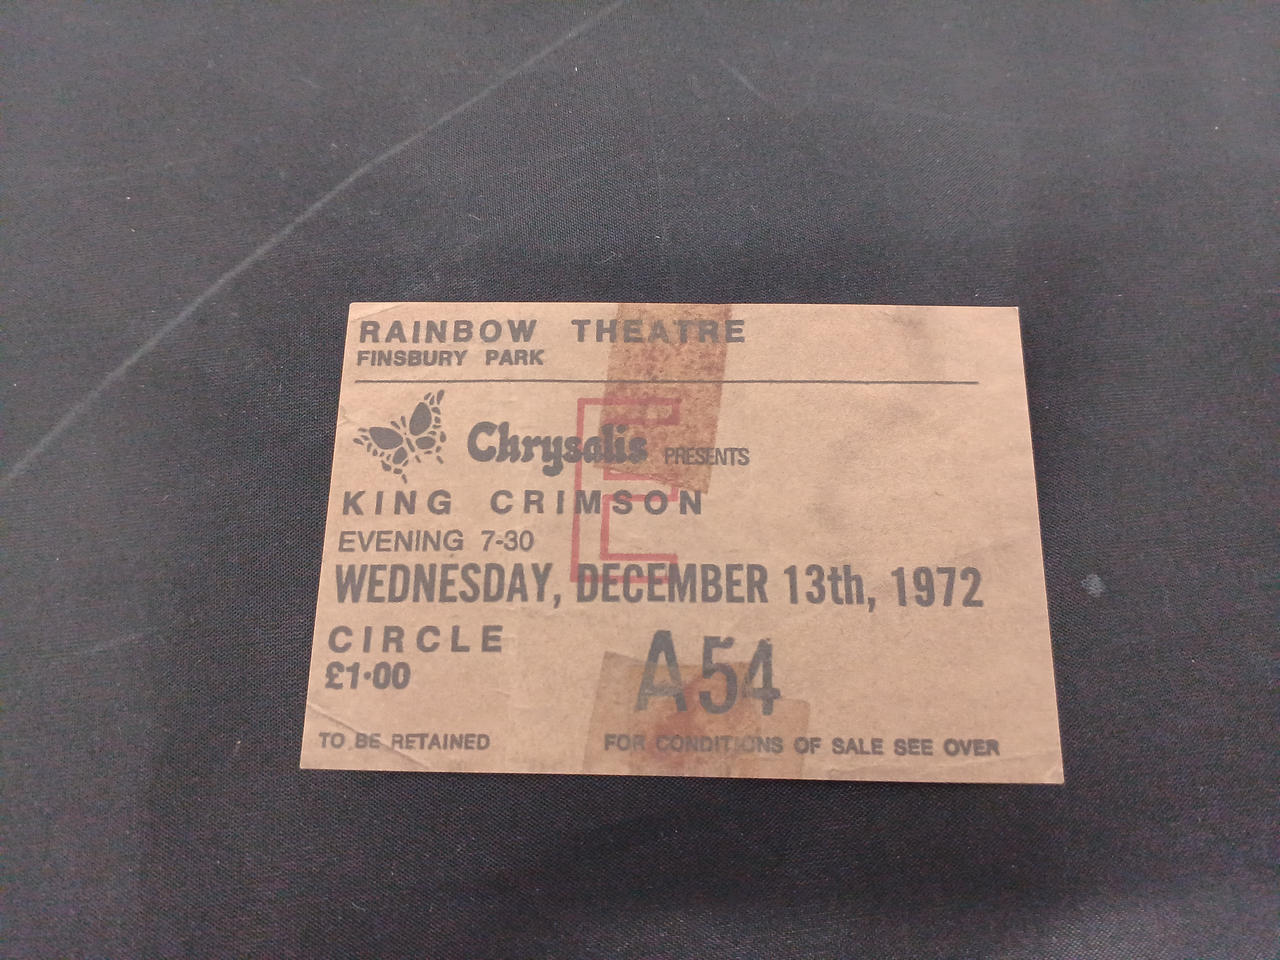 RAINBOW THEATRE
FINSBURY PARK
Chrysalis PRESENTS
KING CRIMSON
EVENING 7-30
WEDNESDAY, DECEMBER 13th, 1972
CIRCLE
£1·00
A54
TO BE RETAINED
FOR CONDITIONS OF SALE SEE OVER
E